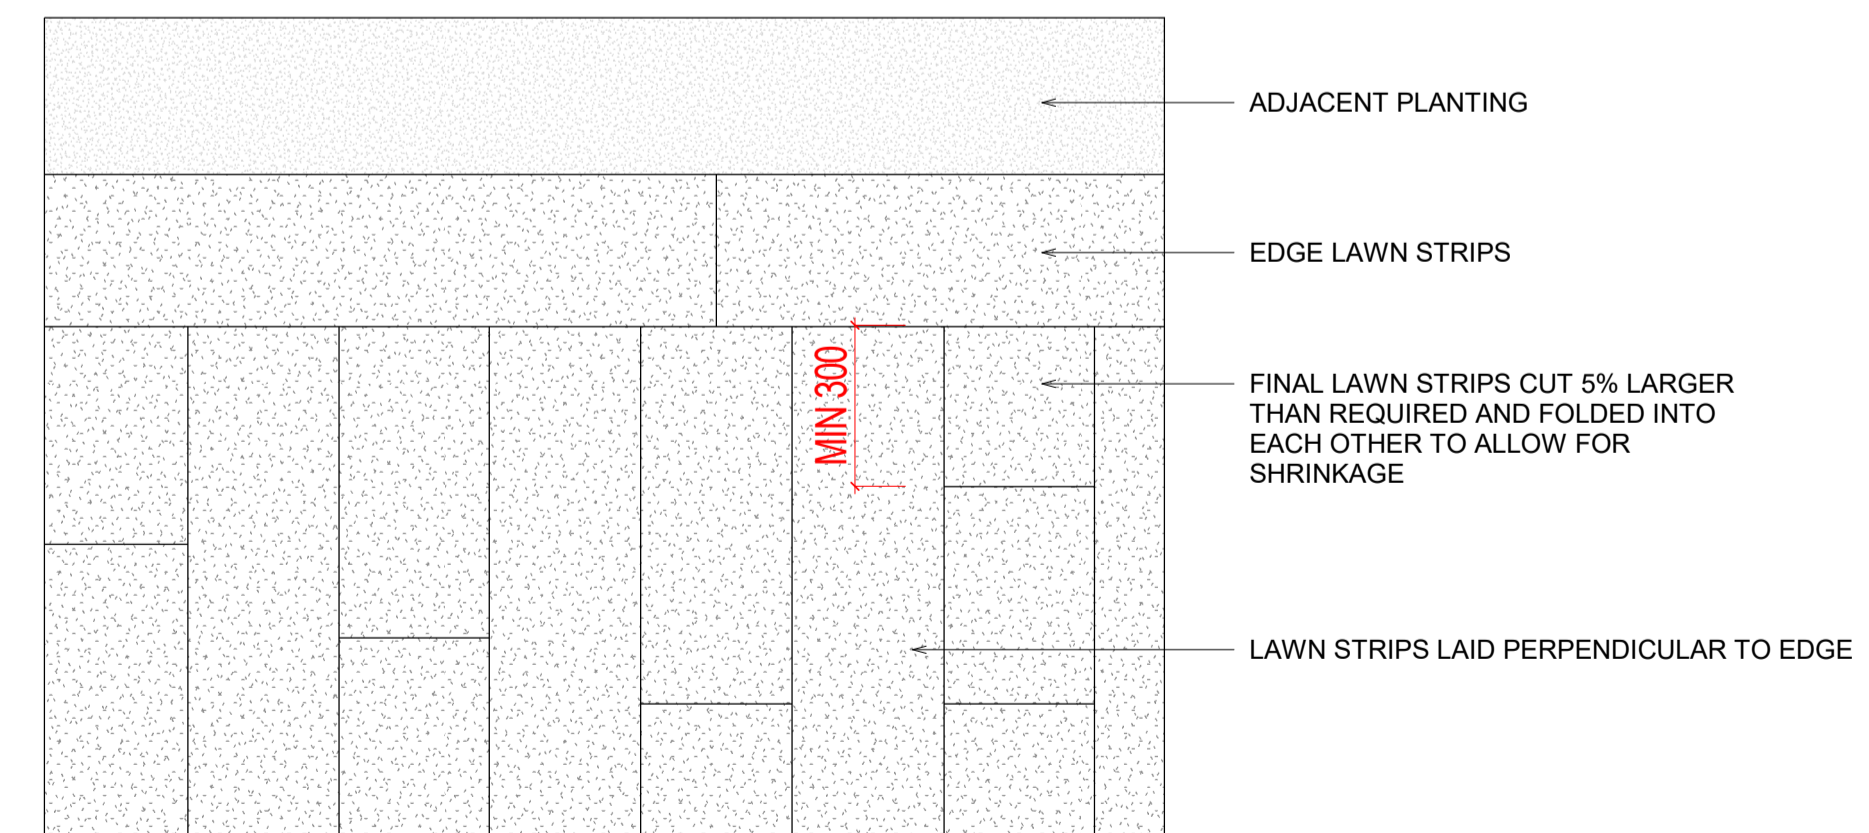 ADJACENT PLANTING
EDGE LAWN STRIPS
MIN 300
FINAL LAWN STRIPS CUT 5% LARGER
THAN REQUIRED AND FOLDED INTO
EACH OTHER TO ALLOW FOR
SHRINKAGE
LAWN STRIPS LAID PERPENDICULAR TO EDGE